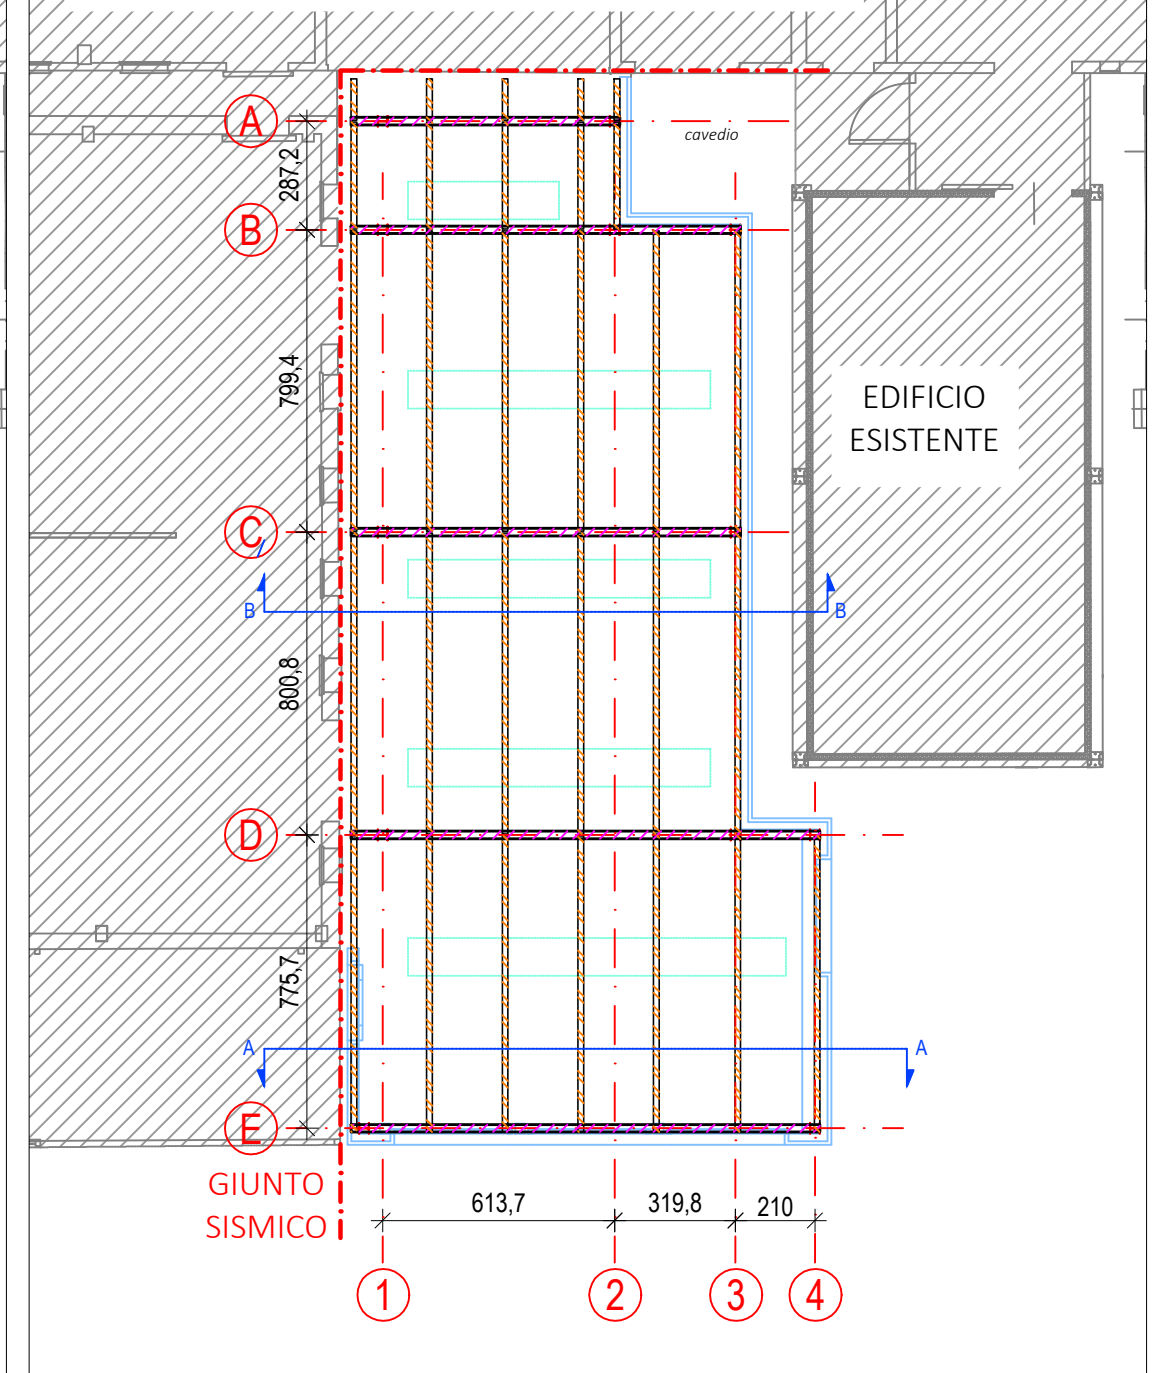 A
cavedio
287,2
B
799,4
EDIFICIO
ESISTENTE
C
B
B
800,8
D
775,7
A
A
E
GIUNTO
SISMICO
613,7
319,8
210
1
2
3
4